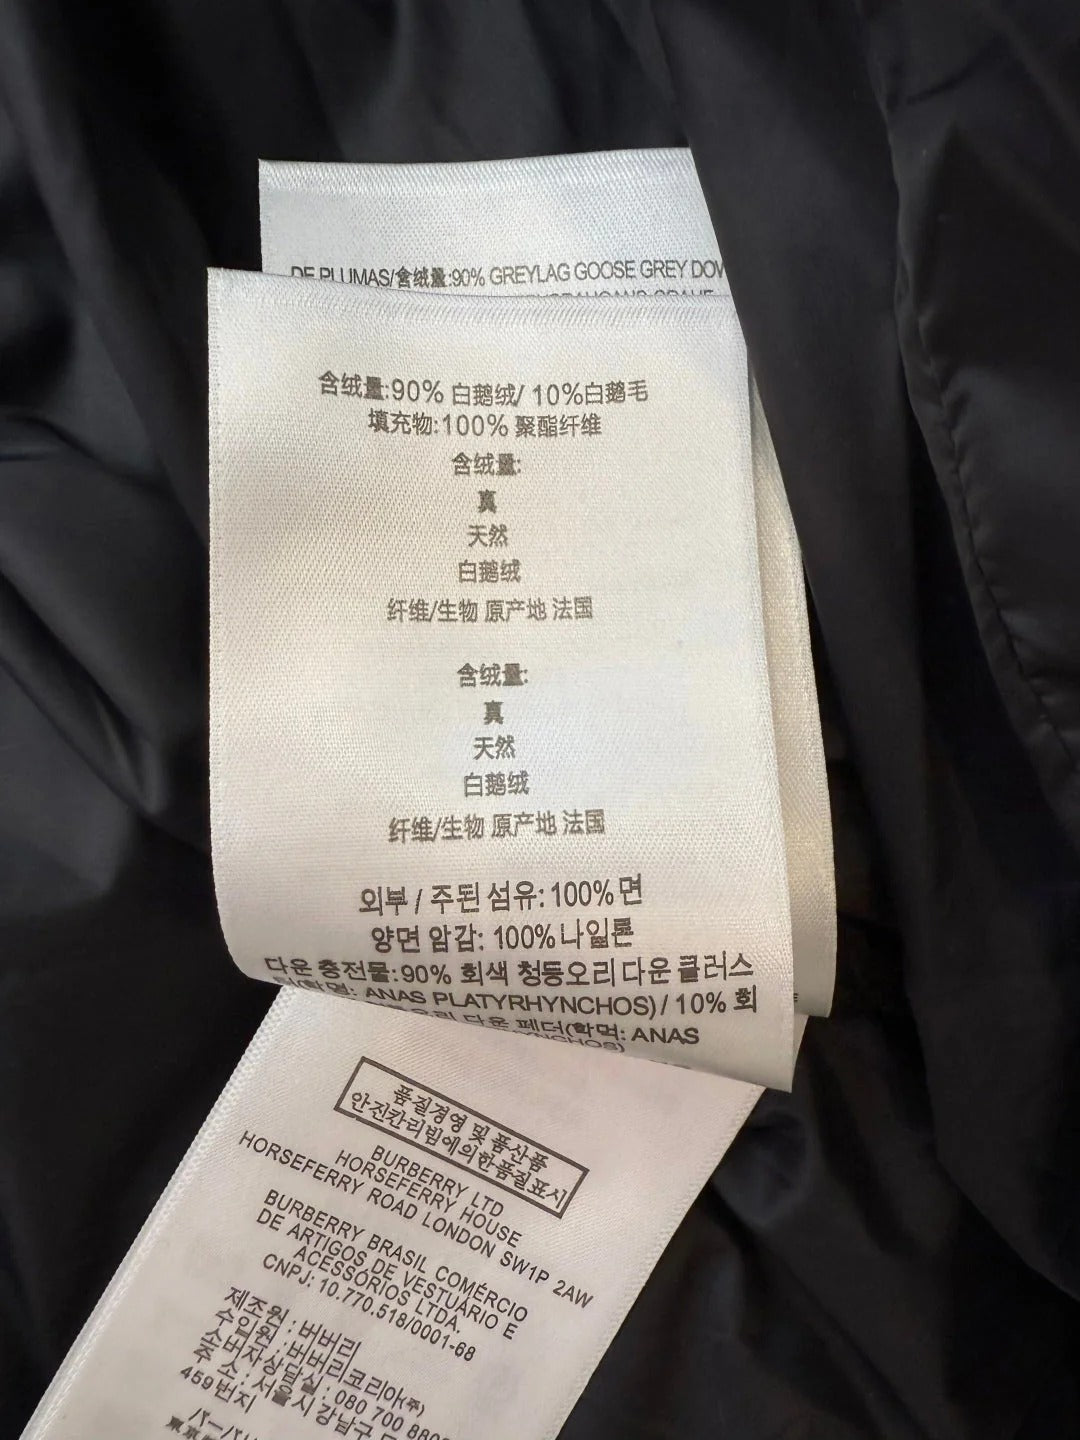 DE PLUMAS/含绒量:90% GREYLAG GOOSE GREY
含绒量:90% 白鹅绒/ 10%白鹅毛
填充物:100% 聚酯纤维
含绒量:
真
天然
白鹅绒
纤维/生物 原产地 法国
含绒量:
真
天然
白鹅绒
纤维/生物 原产地 法国
외부 / 주된 섬유: 100% 면
양면 암감: 100% 나일론
다운 충전물: 90% 회색 청둥오리 다운 클러스
ANAS PLATYRHYNCHOS) / 10% 회
다운 페더(학명: ANAS
품질경영 및 품산품
안전칸리빔에의한품질표시
BURBERRY LTD
HORSEFERRY HOUSE
HORSEFERRY ROAD LONDON SW1P 2AW
BURBERRY BRASIL COMÉRCIO
DE ARTIGOS DE VESTUÁRIO E
ACESSÓRIOS LTDA.
CNPJ: 10.770.518/0001-68
제조원 : 버버리
수입원 : 버버리코리아(주)
소비자상담실 : 080 700
주 소 : 서울시 강남구
459번지